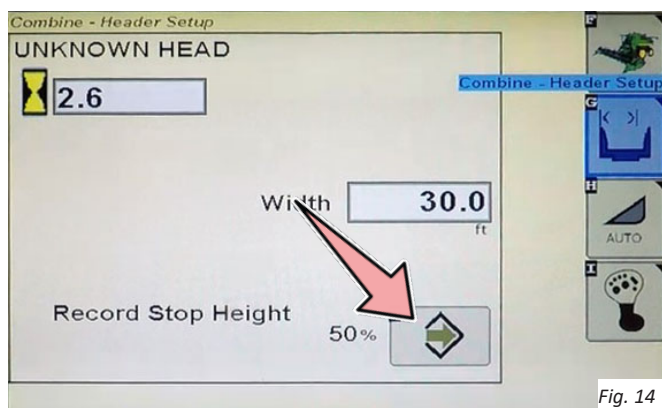 Combine - Header Setup
UNKNOWN HEAD
2.6
Width 30.0
ft
Record Stop Height
50%
F
Combine - Header Setup
G
H
AUTO
I
Fig. 14